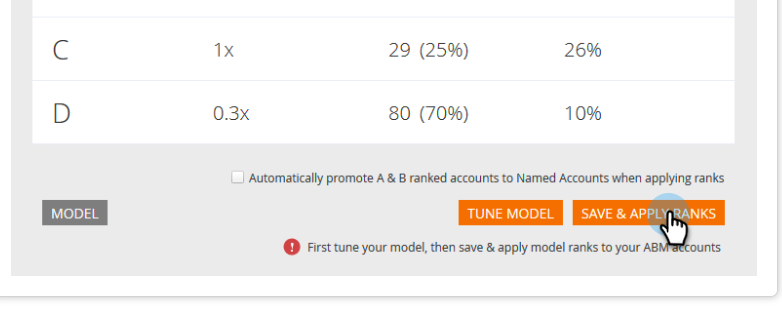 C 1x 29 (25%) 26%
D 0.3x 80 (70%) 10%
Automatically promote A & B ranked accounts to Named Accounts when applying ranks
MODEL TUNE MODEL SAVE & APPLY RANKS
! First tune your model, then save & apply model ranks to your ABM accounts